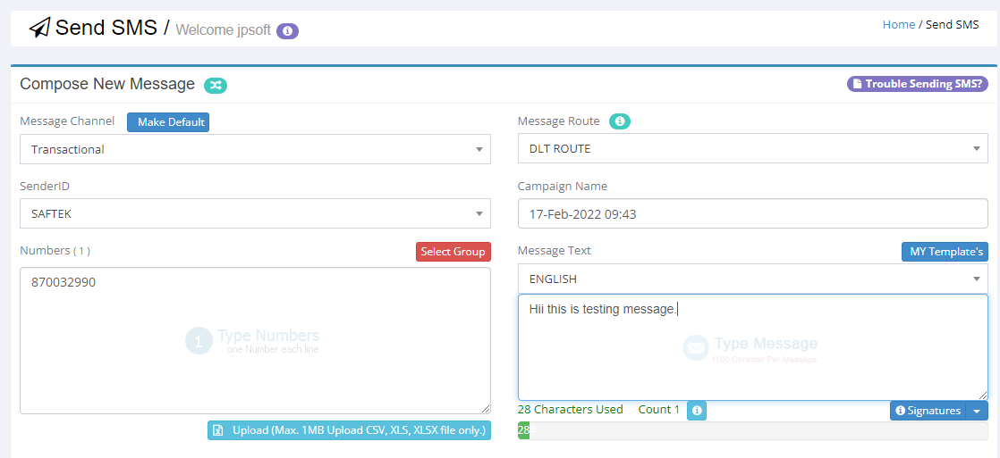 Send SMS / Welcome jpsoft
Home / Send SMS
Compose New Message
Trouble Sending SMS?
Message Channel Make Default
Transactional
Message Route
DLT ROUTE
SenderID
SAFTEK
Campaign Name
17-Feb-2022 09:43
Numbers ( 1 ) Select Group
870032990
1 Type Numbers
one Number each line
Upload (Max. 1MB Upload CSV, XLS, XLSX file only.)
Message Text MY Template's
ENGLISH
Hii this is testing message.
Type Message
1100 Chratter Per Message
28 Characters Used Count 1
Signatures
28